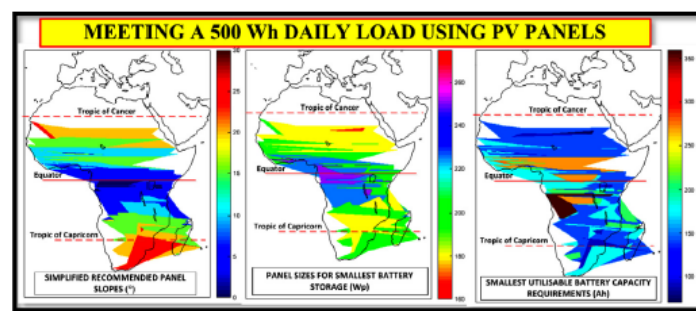 MEETING A 500 Wh DAILY LOAD USING PV PANELS
Tropic of Cancer
Equator
Tropic of Capricorn
SIMPLIFIED RECOMMENDED PANEL
SLOPES (°)
30
25
20
15
10
5
0
Tropic of Cancer
Equator
Tropic of Capricorn
PANEL SIZES FOR SMALLEST BATTERY
STORAGE (Wp)
260
240
220
200
180
160
Tropic of Cancer
Equator
Tropic of Capricorn
SMALLEST UTILISABLE BATTERY CAPACITY
REQUIREMENTS (Ah)
350
300
250
200
150
100